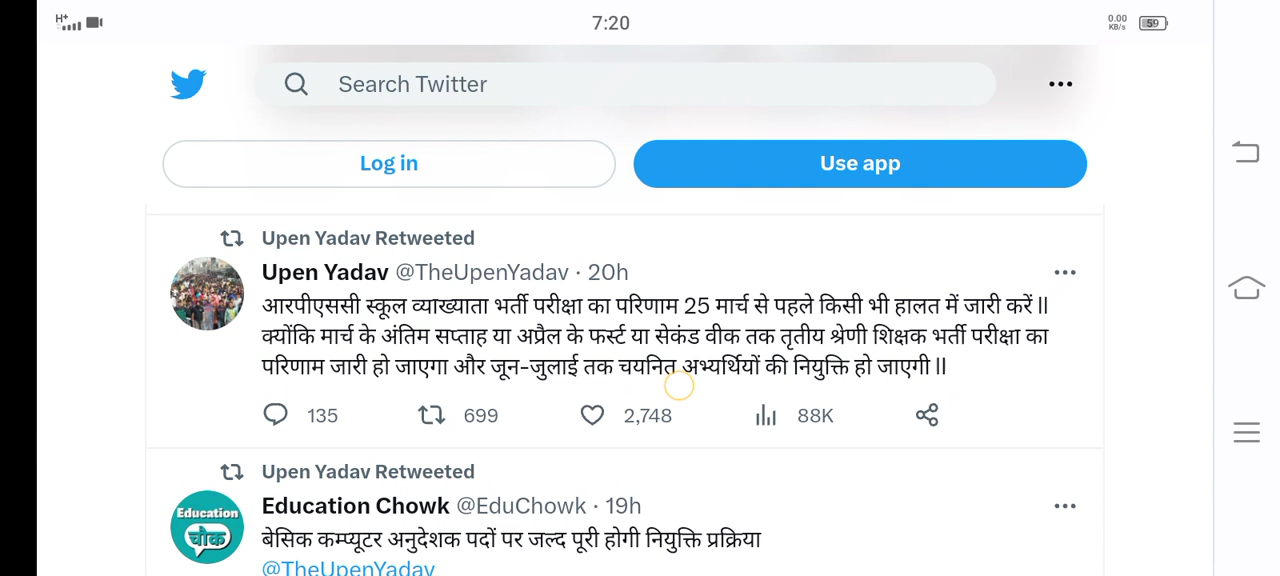 H+
7:20
0.00
KB/s
59
Search Twitter
Log in
Use app
Upen Yadav Retweeted
Upen Yadav @TheUpenYadav · 20h
आरपीएससी स्कूल व्याख्याता भर्ती परीक्षा का परिणाम 25 मार्च से पहले किसी भी हालत में जारी करें ll
क्योंकि मार्च के अंतिम सप्ताह या अप्रैल के फर्स्ट या सेकंड वीक तक तृतीय श्रेणी शिक्षक भर्ती परीक्षा का
परिणाम जारी हो जाएगा और जून-जुलाई तक चयनित अभ्यर्थियों की नियुक्ति हो जाएगी ll
135 699 2,748 88K
Upen Yadav Retweeted
Education Chowk @EduChowk · 19h
Education
चौक
बेसिक कम्प्यूटर अनुदेशक पदों पर जल्द पूरी होगी नियुक्ति प्रक्रिया
@TheUpenYadav